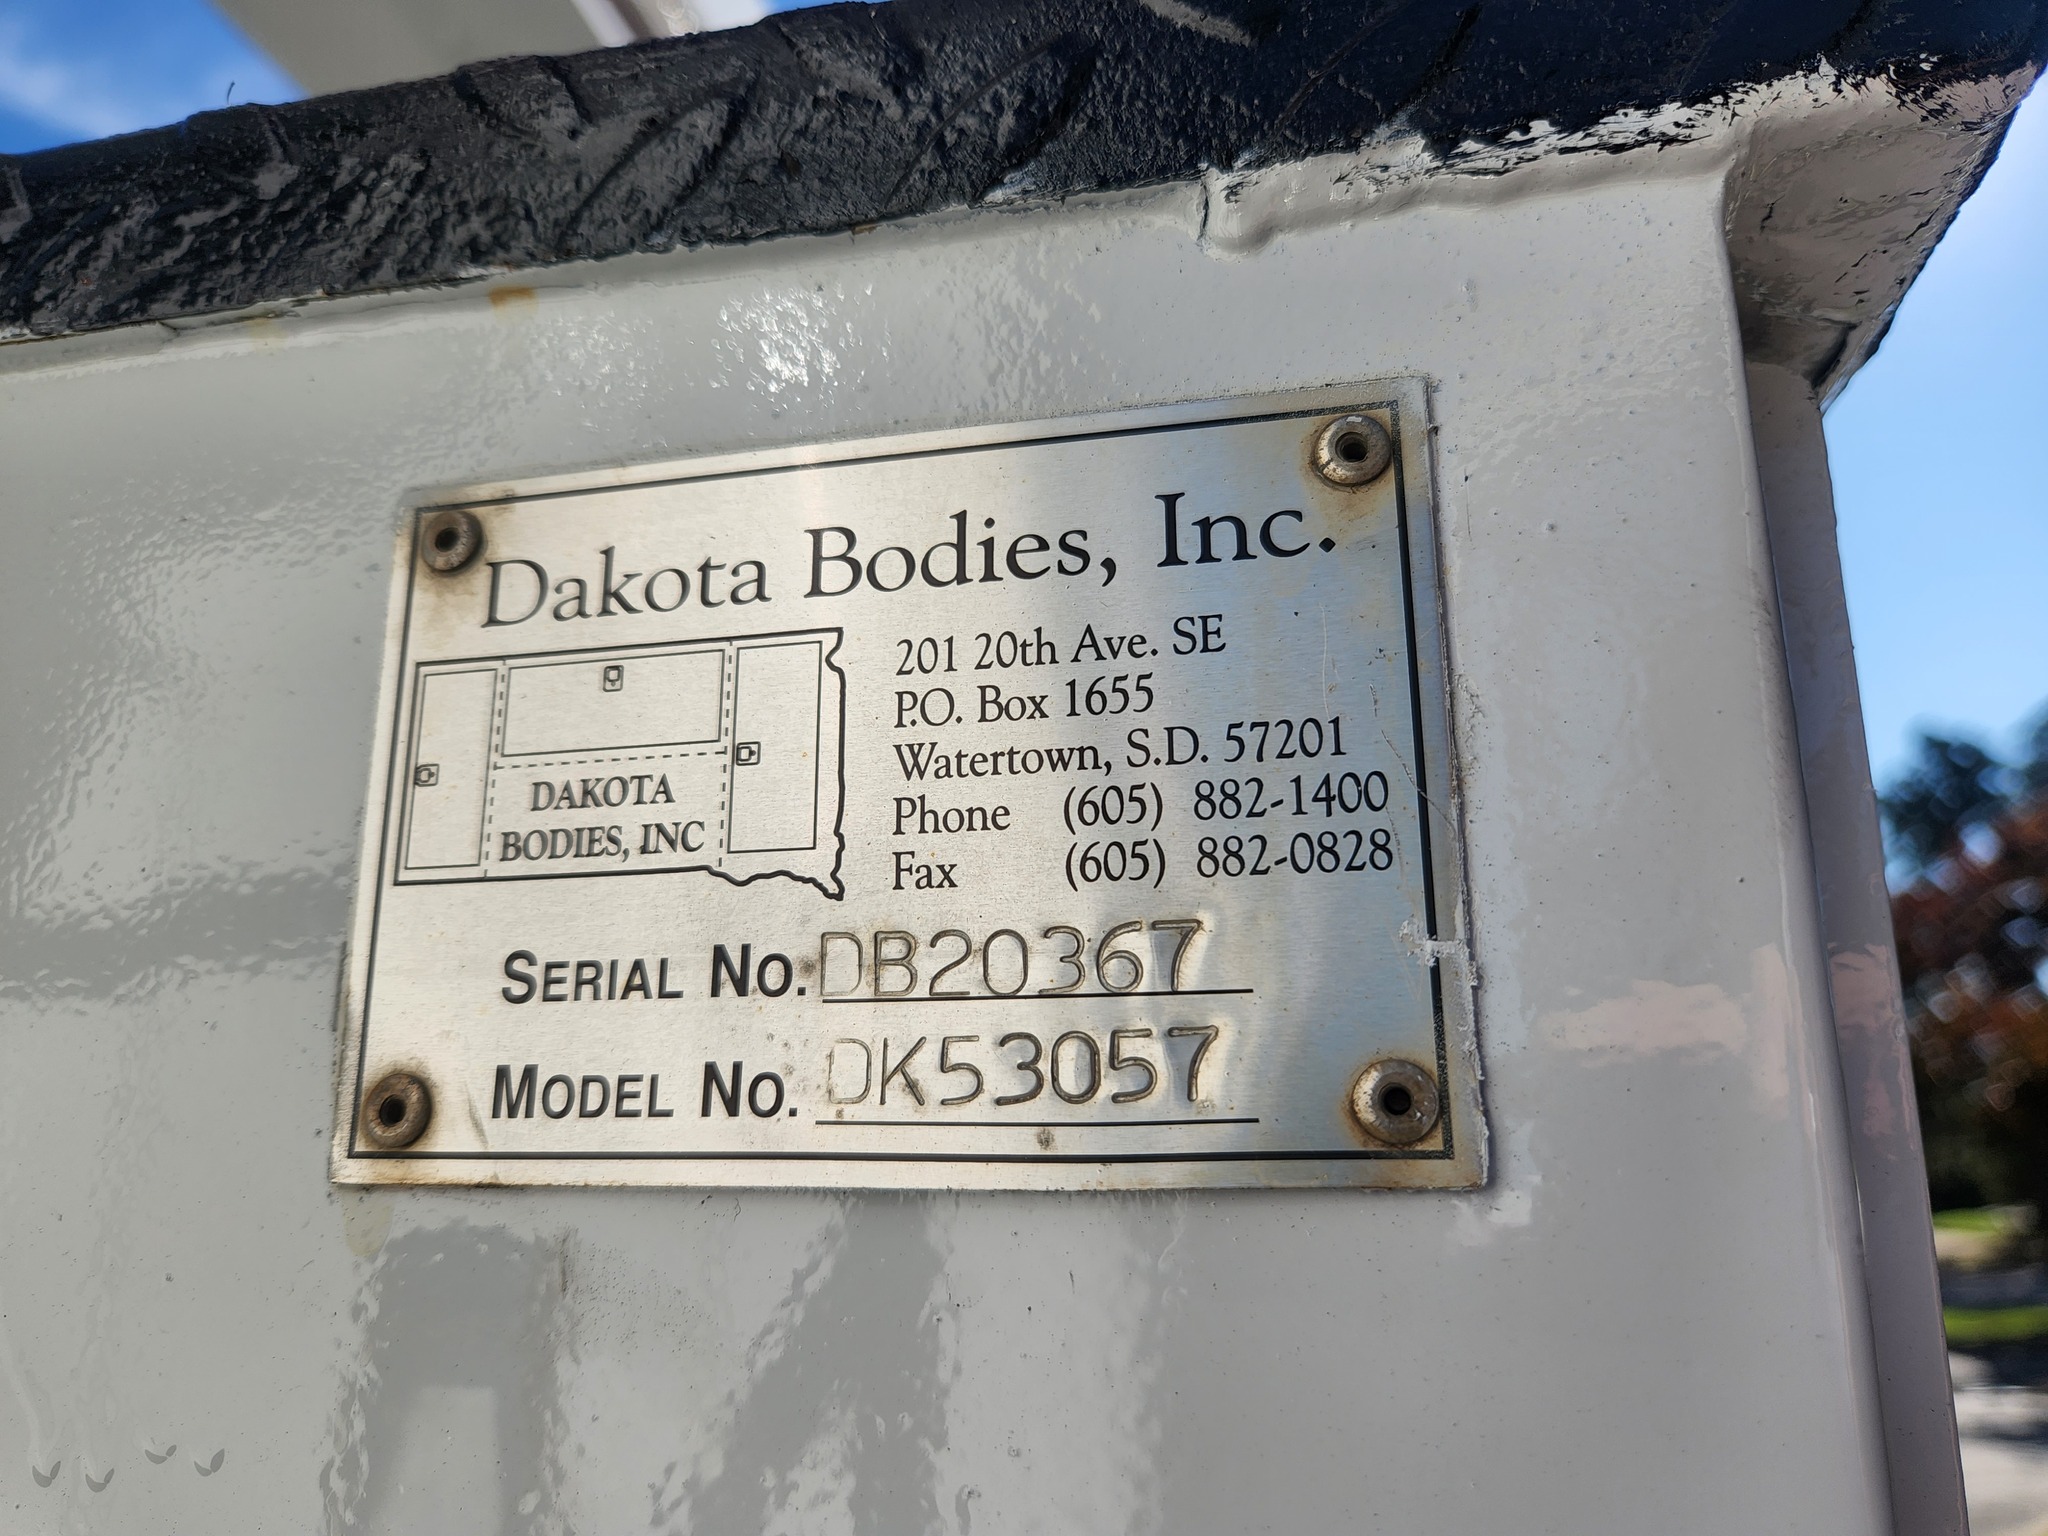 Dakota Bodies, Inc.
DAKOTA
BODIES, INC
201 20th Ave. SE
P.O. Box 1655
Watertown, S.D. 57201
Phone (605) 882-1400
Fax (605) 882-0828
SERIAL NO. DB20367
MODEL NO. DK53057